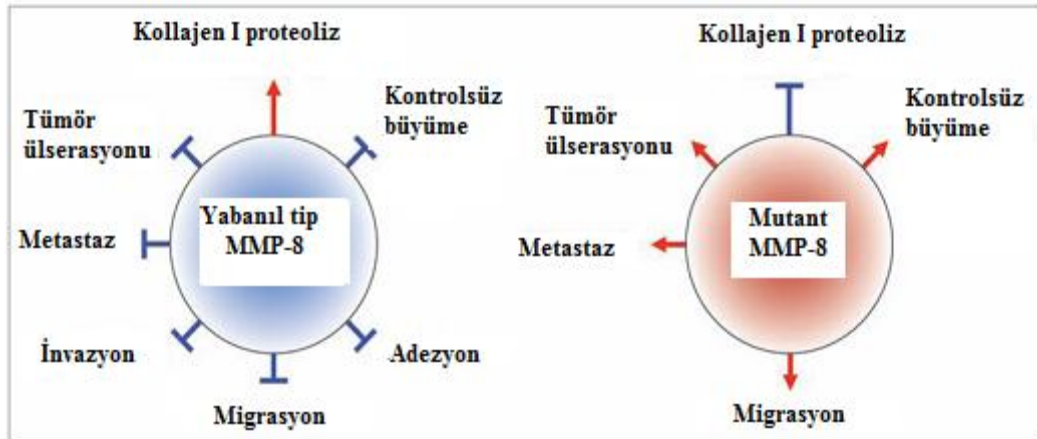 Kollajen I proteoliz
Kontrolsüz
büyüme
Tümör
ülserasyonu
Yabanıl tip
MMP-8
Metastaz
İnvazyon
Adezyon
Migrasyon
Kollajen I proteoliz
Kontrolsüz
büyüme
Tümör
ülserasyonu
Mutant
MMP-8
Metastaz
Migrasyon